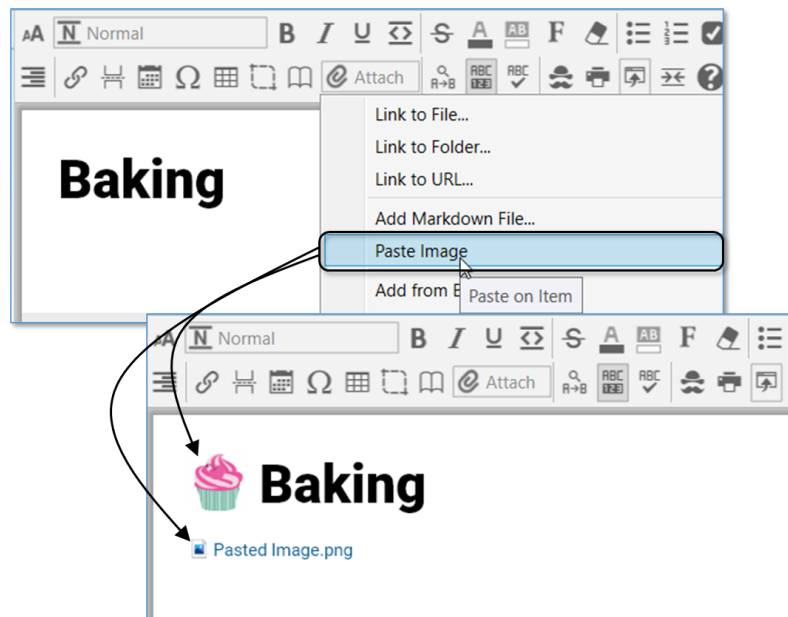 AA N Normal B I U S A AB F
Attach A→B ABC 123 ABC ?
Link to File...
Link to Folder...
Link to URL...
Baking
Add Markdown File...
Paste Image
Add from
Paste on Item
AA N Normal B I U S A AB F
Attach A→B ABC 123 ABC
Baking
Pasted Image.png